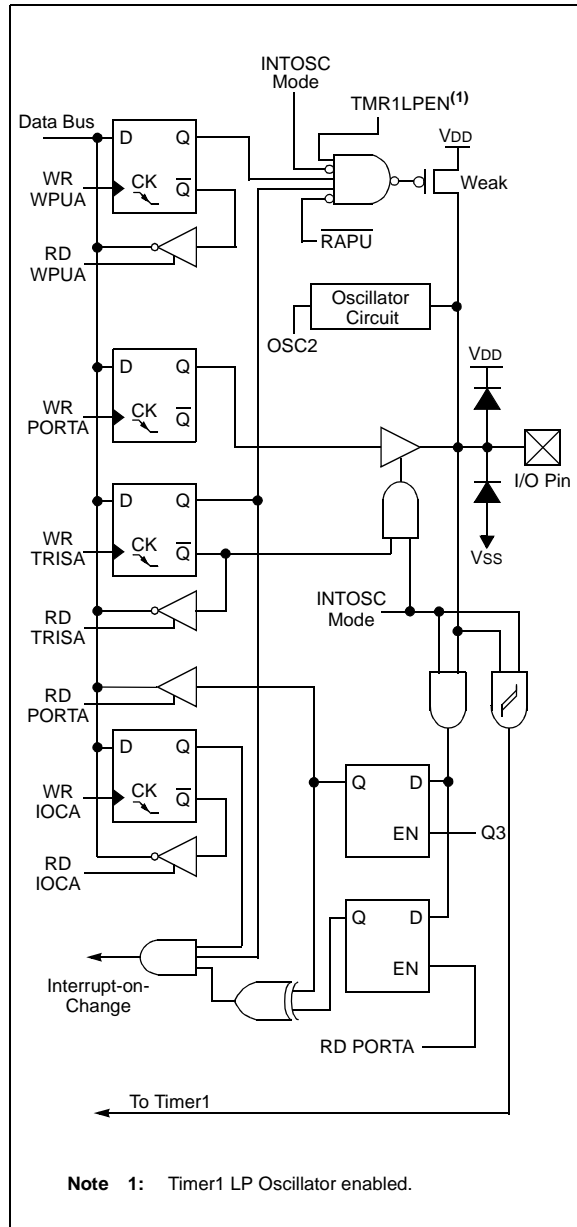 INTOSC
Mode
TMR1LPEN(1)
Data Bus
VDD
D Q
WR
WPUA
CK
Q
Weak
RD
WPUA
RAPU
Oscillator
Circuit
OSC2
VDD
D Q
WR
PORTA
CK
Q
I/O Pin
D Q
WR
TRISA
CK
Q
VSS
RD
TRISA
INTOSC
Mode
RD
PORTA
D Q
WR
IOCA
CK
Q
Q D
EN
Q3
RD
IOCA
Q D
EN
Interrupt-on-
Change
RD PORTA
To Timer1
Note 1: Timer1 LP Oscillator enabled.